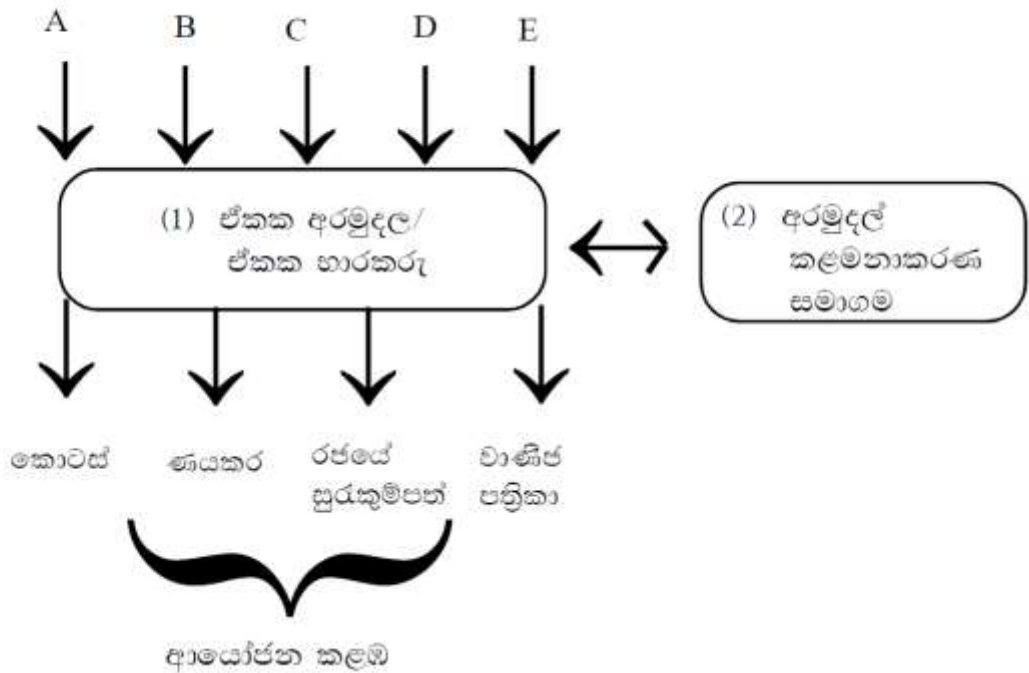 A B C D E
(1) ඒකක අරමුදල/
ඒකක භාරකරු
(2) අරමුදල්
කළමනාකරණ
සමාගම
කොටස් ණයකර රජයේ වාණිජ
සුරැකුම්පත් පත්‍රිකා
ආයෝජන කළඹ